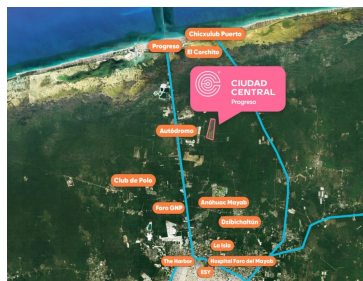 Chicxulub Puerto
Progreso
El Corchito
CIUDAD
CENTRAL
Progreso
Autódromo
Club de Polo
Anáhuac Mayab
Faro GNP
Dzibichaltún
La Isla
The Harbor
Hospital Faro del Mayab
ESY